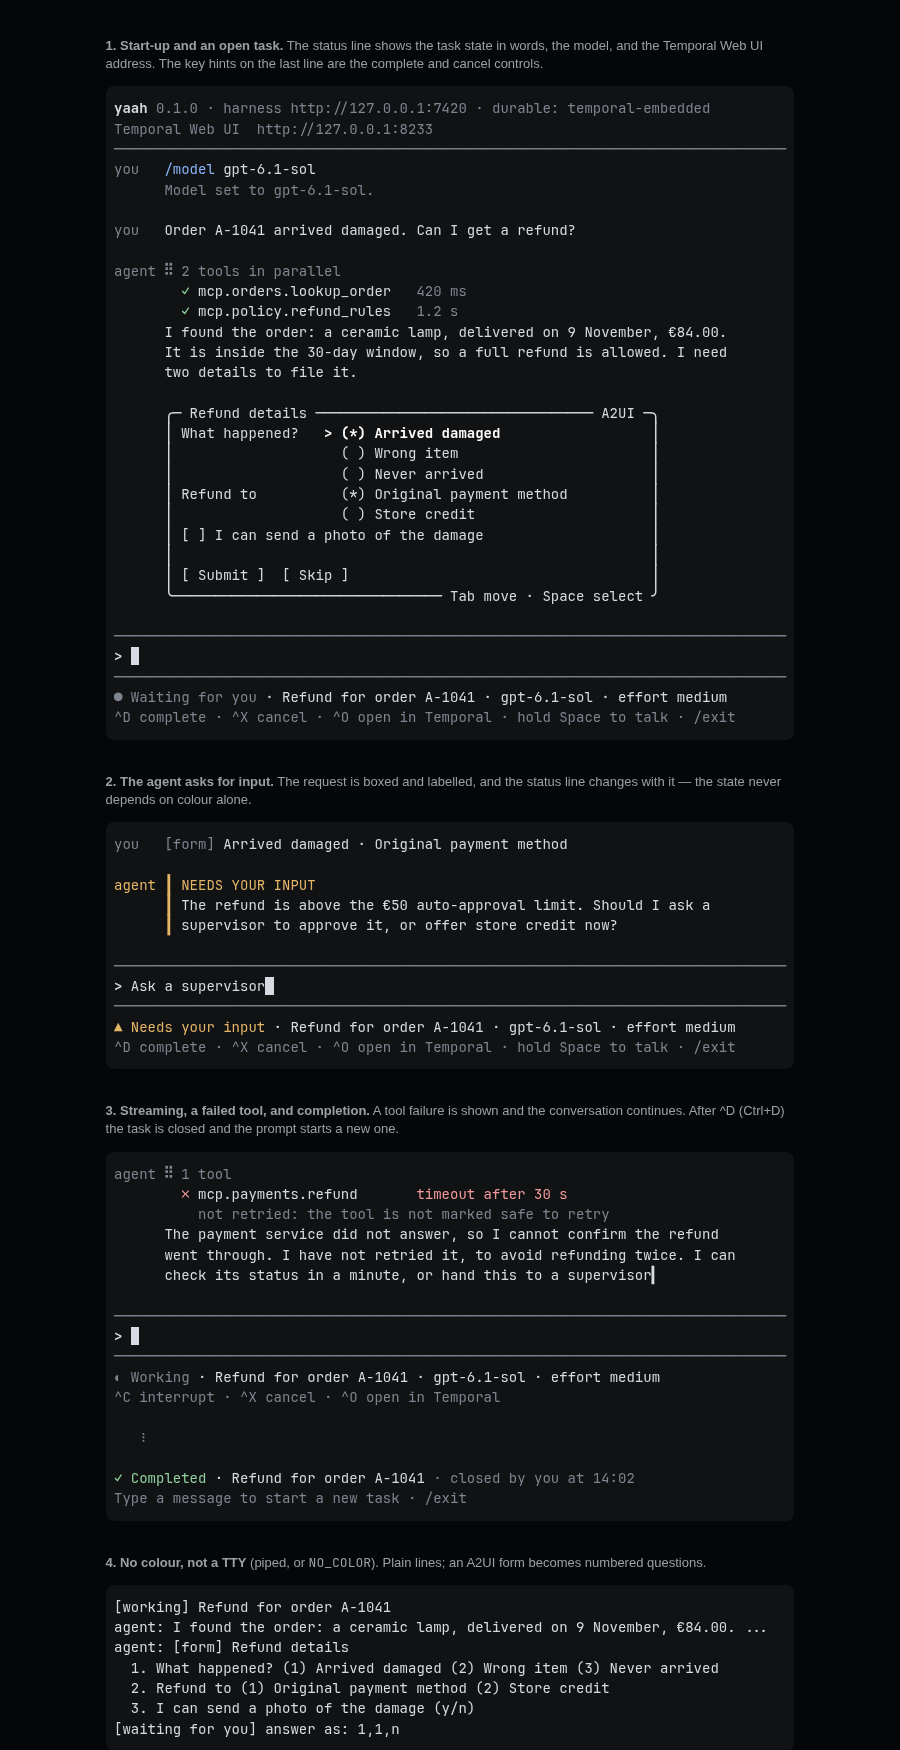 1. Start-up and an open task. The status line shows the task state in words, the model, and the Temporal Web UI
address. The key hints on the last line are the complete and cancel controls.
yaah 0.1.0 · harness http://127.0.0.1:7420 · durable: temporal-embedded
Temporal Web UI  http://127.0.0.1:8233
you   /model gpt-6.1-sol
Model set to gpt-6.1-sol.
you   Order A-1041 arrived damaged. Can I get a refund?
agent ⠿ 2 tools in parallel
✓ mcp.orders.lookup_order   420 ms
✓ mcp.policy.refund_rules   1.2 s
I found the order: a ceramic lamp, delivered on 9 November, €84.00.
It is inside the 30-day window, so a full refund is allowed. I need
two details to file it.
Refund details A2UI
What happened?   > (*) Arrived damaged
( ) Wrong item
( ) Never arrived
Refund to          (*) Original payment method
( ) Store credit
[ ] I can send a photo of the damage
[ Submit ]  [ Skip ]
Tab move · Space select
>
● Waiting for you · Refund for order A-1041 · gpt-6.1-sol · effort medium
^D complete · ^X cancel · ^O open in Temporal · hold Space to talk · /exit
2. The agent asks for input. The request is boxed and labelled, and the status line changes with it — the state never
depends on colour alone.
you   [form] Arrived damaged · Original payment method
agent NEEDS YOUR INPUT
The refund is above the €50 auto-approval limit. Should I ask a
supervisor to approve it, or offer store credit now?
> Ask a supervisor
▲ Needs your input · Refund for order A-1041 · gpt-6.1-sol · effort medium
^D complete · ^X cancel · ^O open in Temporal · hold Space to talk · /exit
3. Streaming, a failed tool, and completion. A tool failure is shown and the conversation continues. After ^D (Ctrl+D)
the task is closed and the prompt starts a new one.
agent ⠿ 1 tool
✕ mcp.payments.refund       timeout after 30 s
not retried: the tool is not marked safe to retry
The payment service did not answer, so I cannot confirm the refund
went through. I have not retried it, to avoid refunding twice. I can
check its status in a minute, or hand this to a supervisor
>
◐ Working · Refund for order A-1041 · gpt-6.1-sol · effort medium
^C interrupt · ^X cancel · ^O open in Temporal
⋮
✓ Completed · Refund for order A-1041 · closed by you at 14:02
Type a message to start a new task · /exit
4. No colour, not a TTY (piped, or NO_COLOR). Plain lines; an A2UI form becomes numbered questions.
[working] Refund for order A-1041
agent: I found the order: a ceramic lamp, delivered on 9 November, €84.00. ...
agent: [form] Refund details
1. What happened? (1) Arrived damaged (2) Wrong item (3) Never arrived
2. Refund to (1) Original payment method (2) Store credit
3. I can send a photo of the damage (y/n)
[waiting for you] answer as: 1,1,n